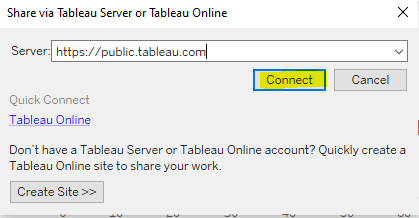 Share via Tableau Server or Tableau Online
Server: https://public.tableau.com
Connect Cancel
Quick Connect
Tableau Online
Don't have a Tableau Server or Tableau Online account? Quickly create a
Tableau Online site to share your work.
Create Site >>